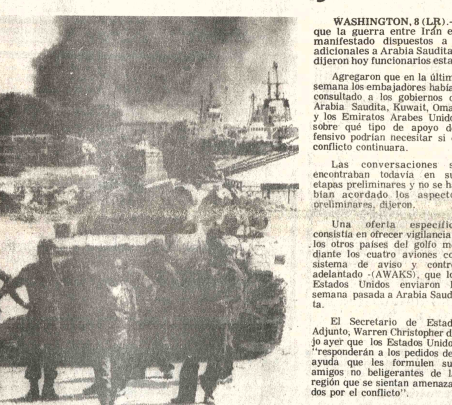 WASHINGTON, 8 (LR).-
que la guerra entre Irán e
manifestado dispuestos a
adicionales a Arabia Saudita
dijeron hoy funcionarios esta
Agregaron que en la últim
semana los embajadores había
consultado a los gobiernos d
Arabia Saudita, Kuwait, Oma
y los Emiratos Arabes Unido
sobre qué tipo de apoyo de
fensivo podrían necesitar si e
conflicto continuara.
Las conversaciones s
encontraban todavía en su
etapas preliminares y no se h
bían acordado los aspecto
preliminares, dijeron.
Una oferta específic
consistía en ofrecer vigilancia
los otros países del golfo me
diante los cuatro aviones co
sistema de aviso y contro
adelantado -(AWAKS), que lo
Estados Unidos enviaron l
semana pasada a Arabia Saud
ta.
El Secretario de Estad
Adjunto, Warren Christopher d
jo ayer que los Estados Unido
"responderán a los pedidos de
ayuda que les formulen su
amigos no beligerantes de l
región que se sientan amenaza
dos por el conflicto".